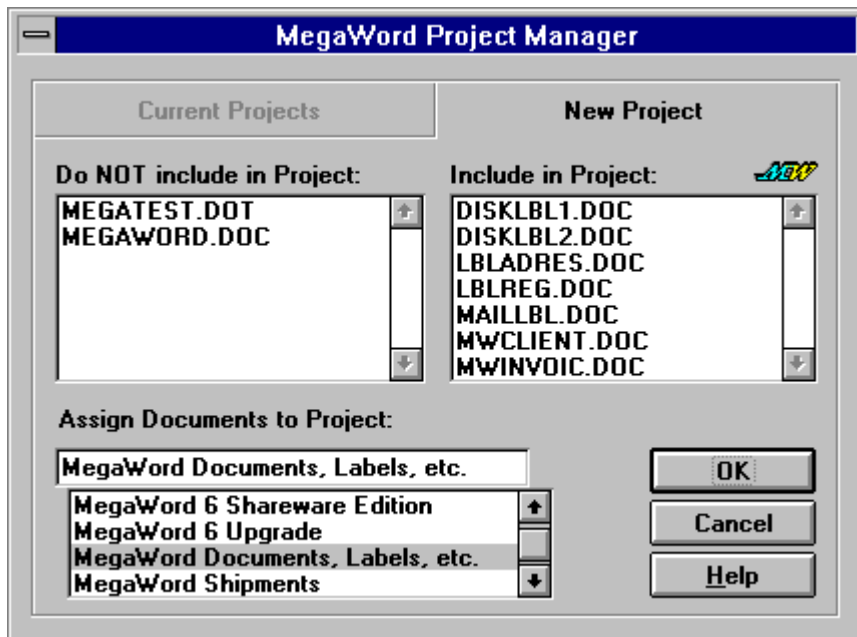 MegaWord Project Manager
Current Projects
New Project
Do NOT include in Project:
MEGATEST.DOT
MEGAWORD.DOC
Include in Project:
NEW
DISKLBL1.DOC
DISKLBL2.DOC
LBLADRES.DOC
LBLREG.DOC
MAILLBL.DOC
MWCLIENT.DOC
MWINVOIC.DOC
Assign Documents to Project:
MegaWord Documents, Labels, etc.
MegaWord 6 Shareware Edition
MegaWord 6 Upgrade
MegaWord Documents, Labels, etc.
MegaWord Shipments
OK
Cancel
Help